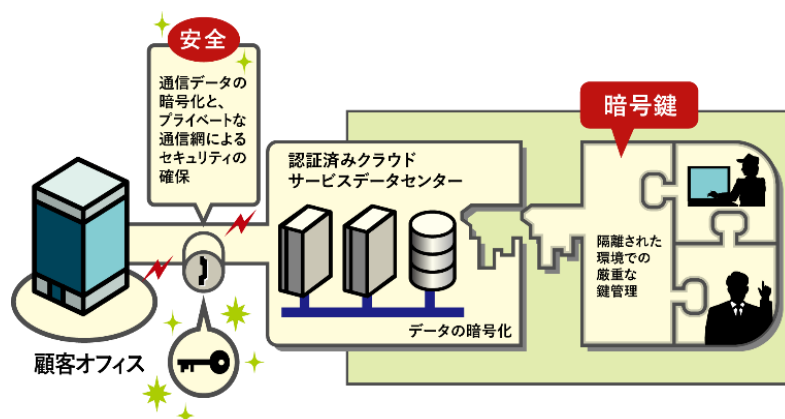 安全
通信データの
暗号化と、
プライベートな
通信網による
セキュリティの
確保
暗号鍵
認証済みクラウド
サービスデータセンター
隔離された
環境での
厳重な
鍵管理
データの暗号化
顧客オフィス